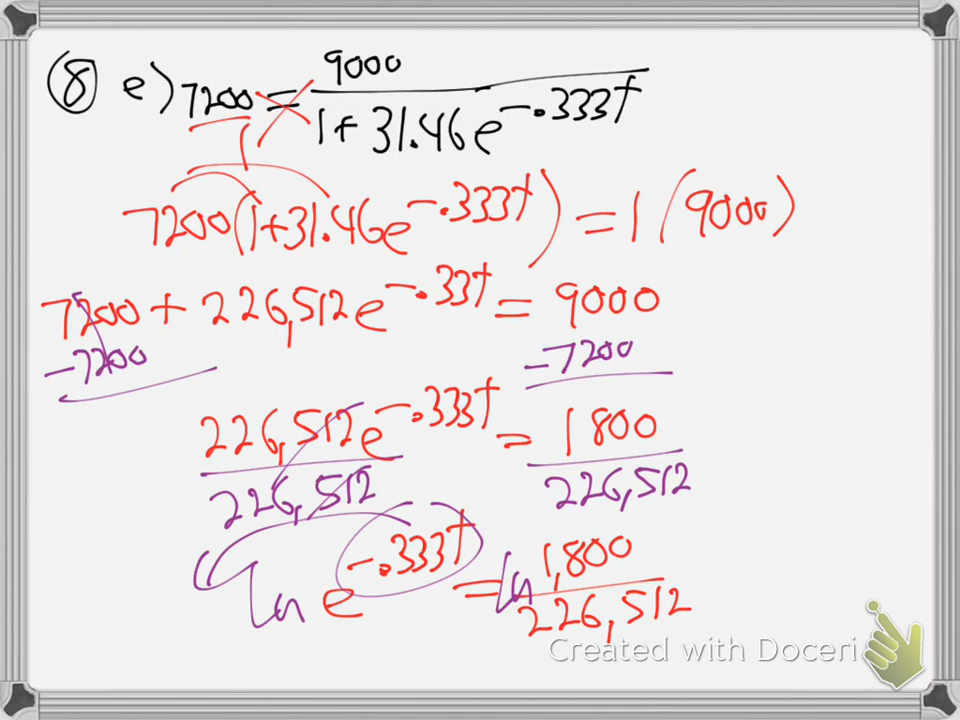 ⑧ e) 7200 = 9000
1 1 + 31.46e^-.333t
7200(1+31.46e^-.333t) = 1(9000)
7200 + 226,512e^-.33t = 9000
-7200 -7200
226,512e^-.333t = 1800
226,512 226,512
ln e^-.333t = ln 1,800
226,512
Created with Doceri